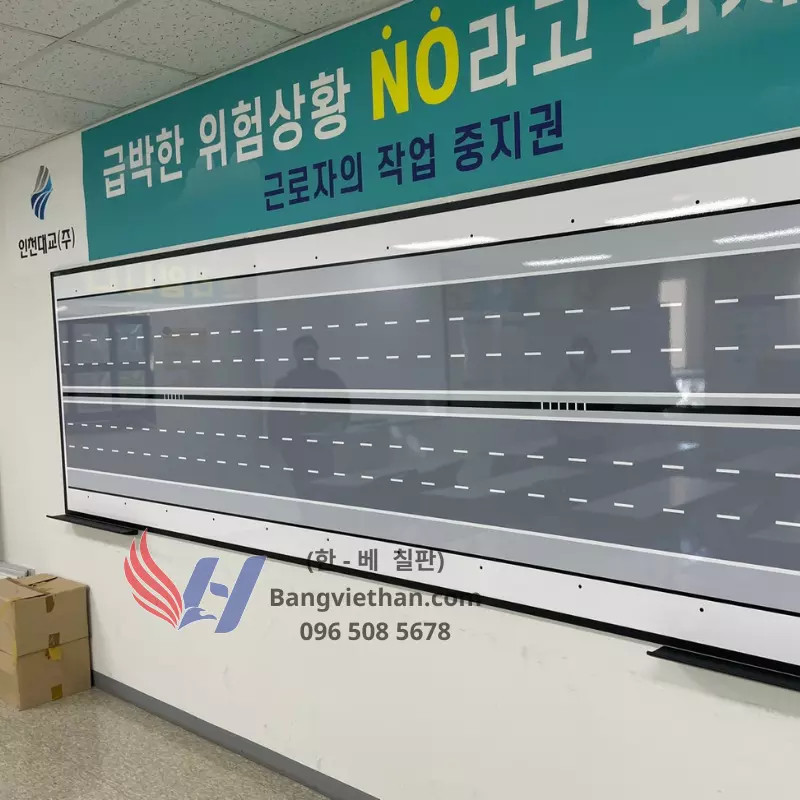 급박한 위험상황 NO라고
근로자의 작업 중지권
인천대교(주)
(한 - 베 칠판)
Bangviethan.com
096 508 5678